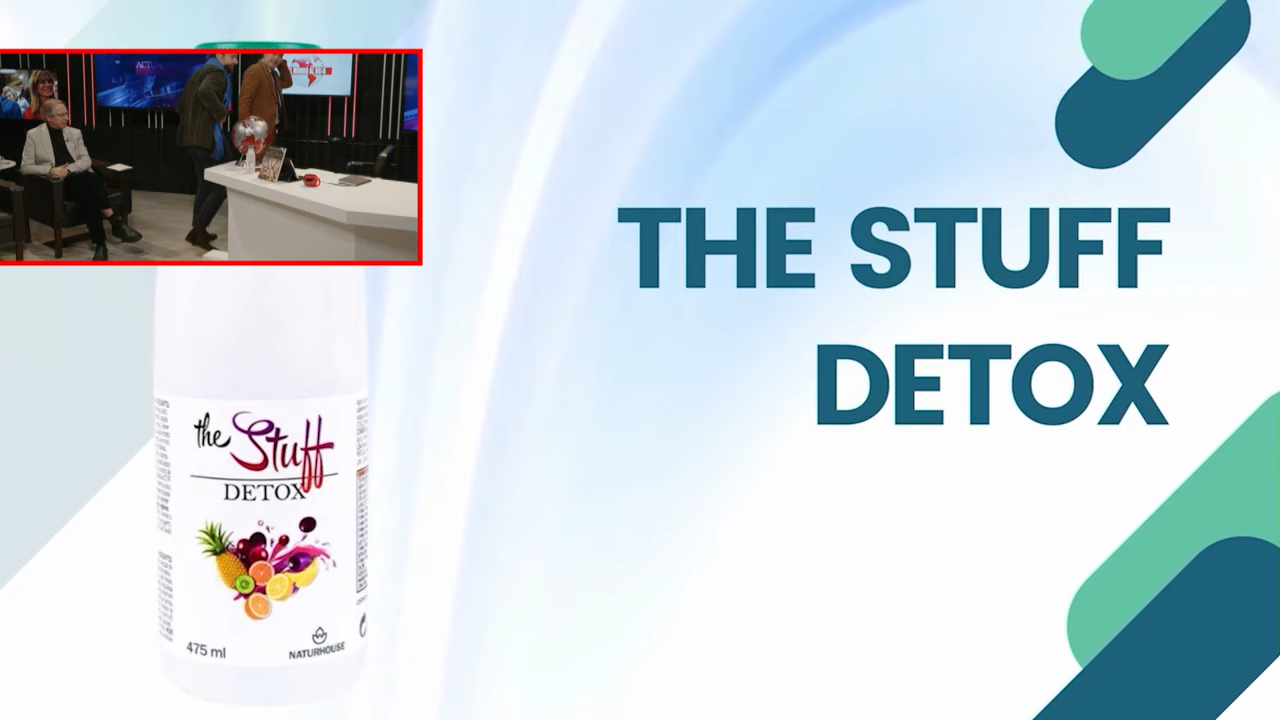 THE STUFF
DETOX
the Stuff
DETOX
475 ml
NATURHOUSE